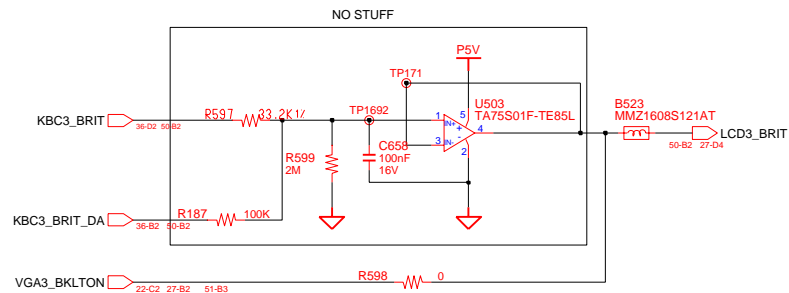 NO STUFF
P5V
TP171
U503
TA75S01F-TE85L
B523
MMZ1608S121AT
KBC3_BRIT
36-D2 50-B2
R597 33.2K1%
TP1692
1 IN+ + 5
4
3 IN- - 2
LCD3_BRIT
50-B2 27-D4
R599
2M
C658
100nF
16V
KBC3_BRIT_DA
36-B2 50-B2
R187 100K
VGA3_BKLTON
22-C2 27-B2 51-B3
R598 0